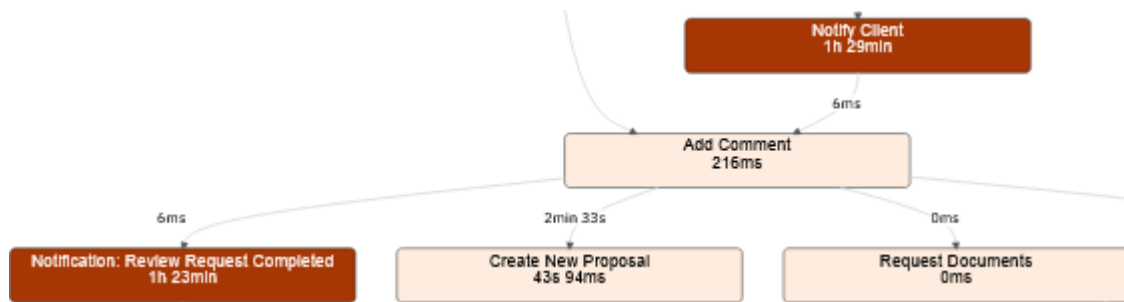 Notify Client
1h 29min
6ms
Add Comment
216ms
6ms
2min 33s
0ms
Notification: Review Request Completed
1h 23min
Create New Proposal
43s 94ms
Request Documents
0ms